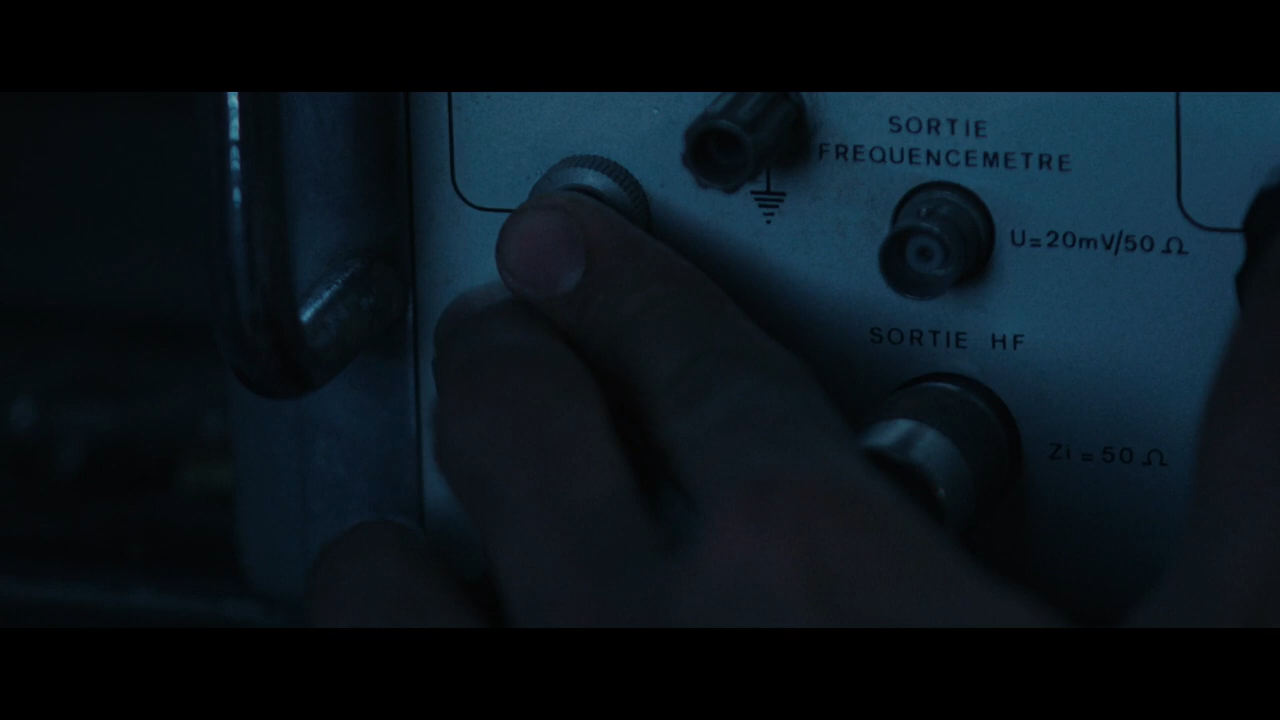 SORTIE
FREQUENCEMETRE
U=20mV/50 Ω
SORTIE HF
Zi = 50 Ω